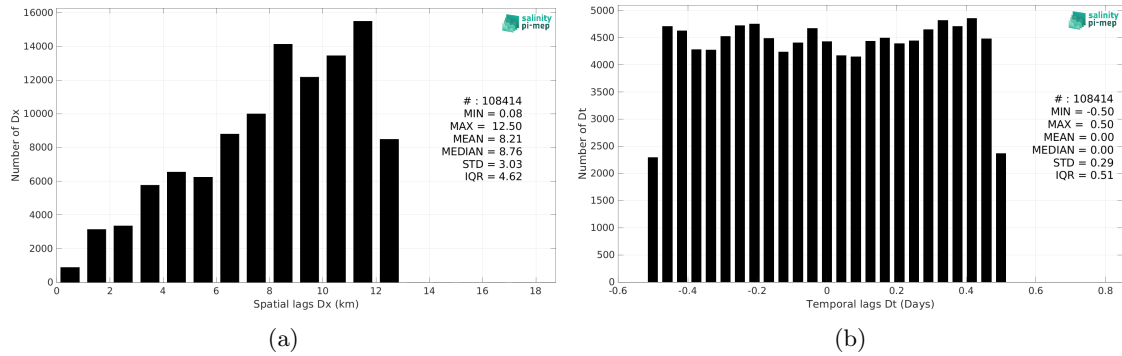 16000
14000
12000
10000
8000
6000
4000
2000
0
Number of Dx
salinity
pi-mep
# : 108414
MIN = 0.08
MAX = 12.50
MEAN = 8.21
MEDIAN = 8.76
STD = 3.03
IQR = 4.62
0 2 4 6 8 10 12 14 16 18
Spatial lags Dx (km)
(a)
5000
4500
4000
3500
3000
2500
2000
1500
1000
500
0
Number of Dt
salinity
pi-mep
# : 108414
MIN = -0.50
MAX = 0.50
MEAN = 0.00
MEDIAN = 0.00
STD = 0.29
IQR = 0.51
-0.6 -0.4 -0.2 0 0.2 0.4 0.6 0.8
Temporal lags Dt (Days)
(b)